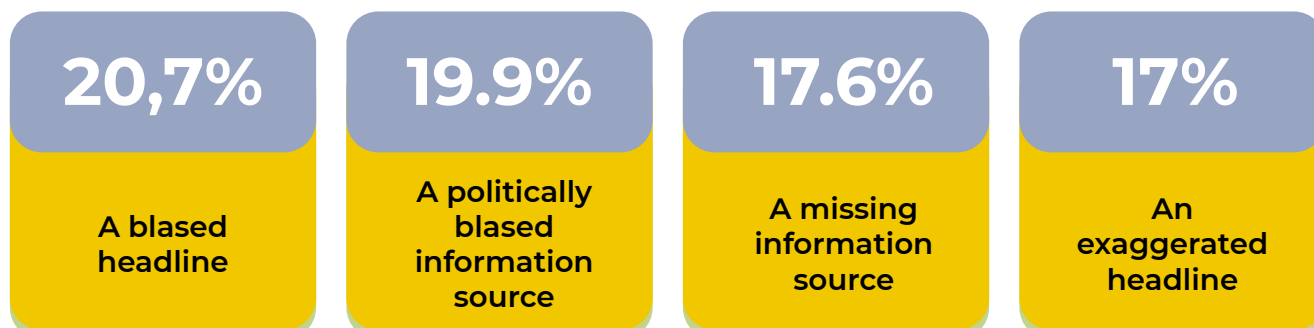 20,7%
19.9%
17.6%
17%
A blased
headline
A politically
blased
information
source
A missing
information
source
An
exaggerated
headline